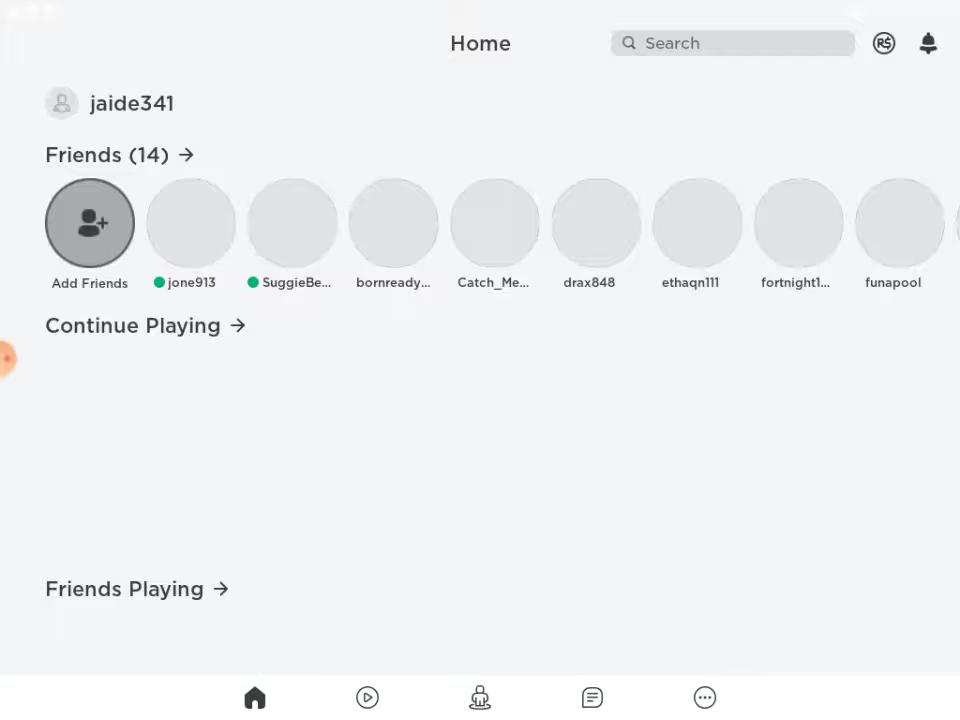 Home
Search
R$
jaide341
Friends (14) →
Add Friends
jone913
SuggieBe...
bornready...
Catch_Me...
drax848
ethaqn111
fortnight1...
funapool
Continue Playing →
Friends Playing →